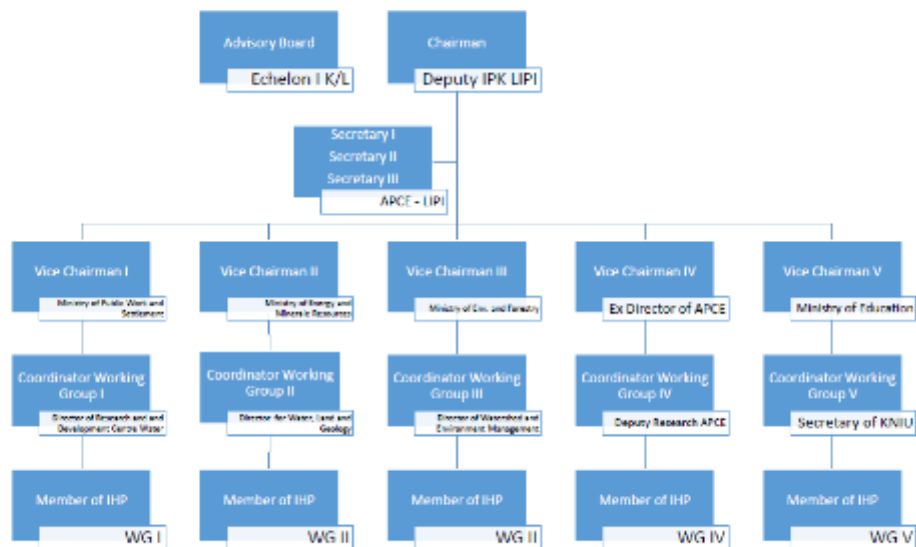 Advisory Board
Echelon I K/L
Chairman
Deputy IPK LIPI
Secretary I
Secretary II
Secretary III
APCE - LIPI
Vice Chairman I
Ministry of Public Work and
Settlement
Vice Chairman II
Ministry of Energy and
Minerale Resources
Vice Chairman III
Ministry of Env. and Forestry
Vice Chairman IV
Ex Director of APCE
Vice Chairman V
Ministry of Education
Coordinator Working
Group I
Director of Research and and
Development Centre Water
Coordinator Working
Group II
Director for Water, Land and
Geology
Coordinator Working
Group III
Director of Watershed and
Environment Management
Coordinator Working
Group IV
Deputy Research APCE
Coordinator Working
Group V
Secretary of KNIU
Member of IHP
WG I
Member of IHP
WG II
Member of IHP
WG II
Member of IHP
WG IV
Member of IHP
WG V